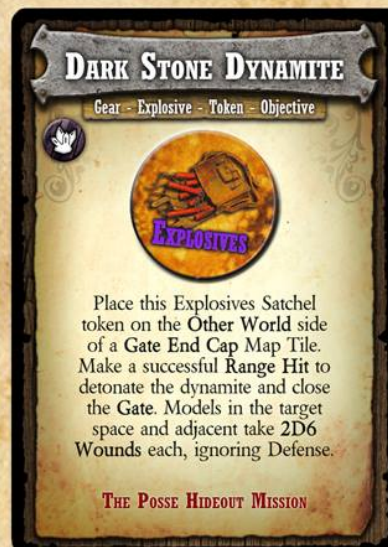 Dark Stone Dynamite
Gear - Explosive - Token - Objective
Explosives
Place this Explosives Satchel
token on the Other World side
of a Gate End Cap Map Tile.
Make a successful Range Hit to
detonate the dynamite and close
the Gate. Models in the target
space and adjacent take 2D6
Wounds each, ignoring Defense.
The Posse Hideout Mission